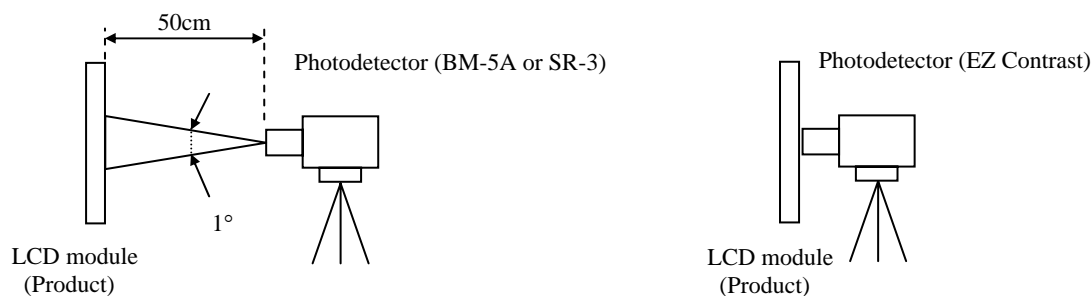 50cm
Photodetector (BM-5A or SR-3)
1°
LCD module
(Product)
Photodetector (EZ Contrast)
LCD module
(Product)